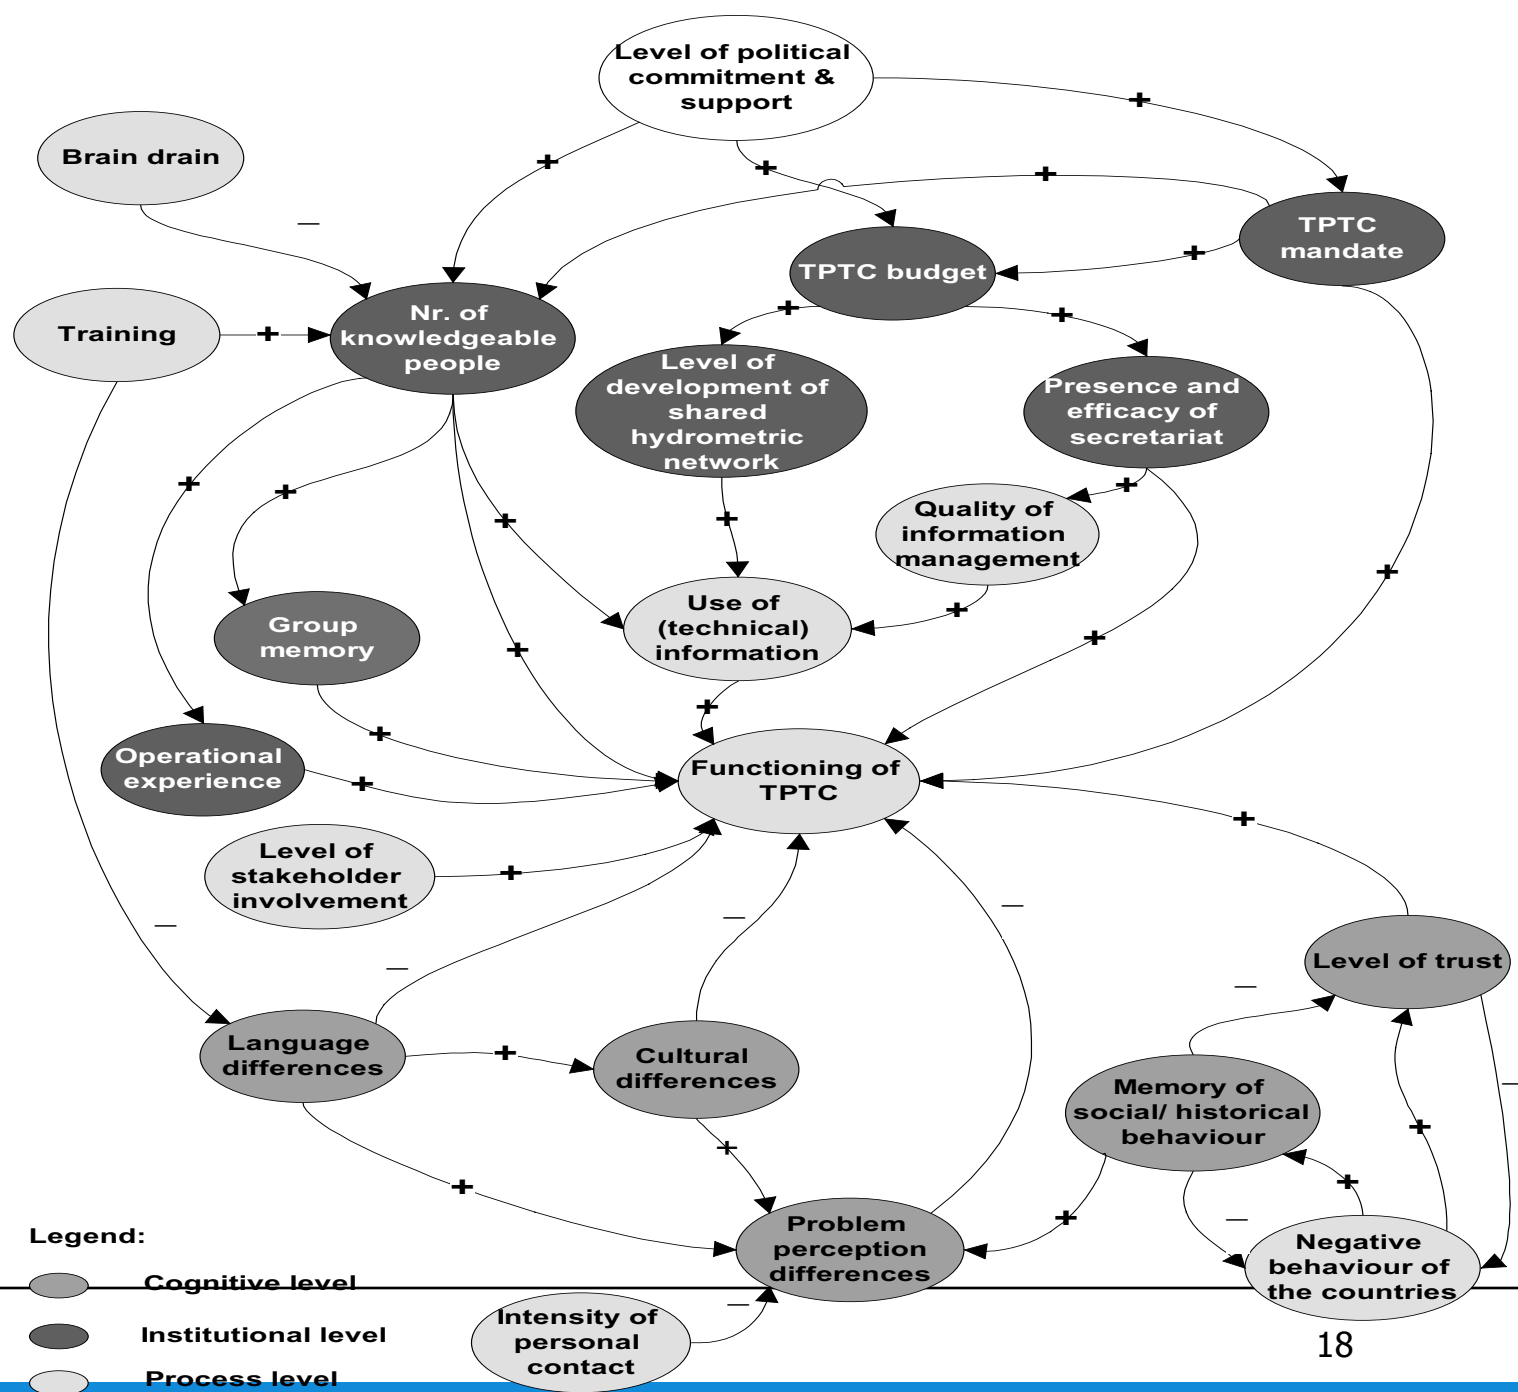 Level of political
commitment &
support
+
+
+
+
Brain drain
–
TPTC
mandate
+
TPTC budget
Training
+
Nr. of
knowledgeable
people
+
+
Level of
development of
shared
hydrometric
network
Presence and
efficacy of
secretariat
+
+
+
+
+
Quality of
information
management
+
+
Use of
(technical)
information
Group
memory
+
+
+
+
Operational
experience
+
Functioning of
TPTC
+
Level of
stakeholder
involvement
+
–
–
–
–
Level of trust
–
Language
differences
+
Cultural
differences
Memory of
social/ historical
behaviour
–
+
+
+
+
+
–
Problem
perception
differences
Negative
behaviour of
the countries
Legend:
Cognitive level
Institutional level
Process level
–
Intensity of
personal
contact
18